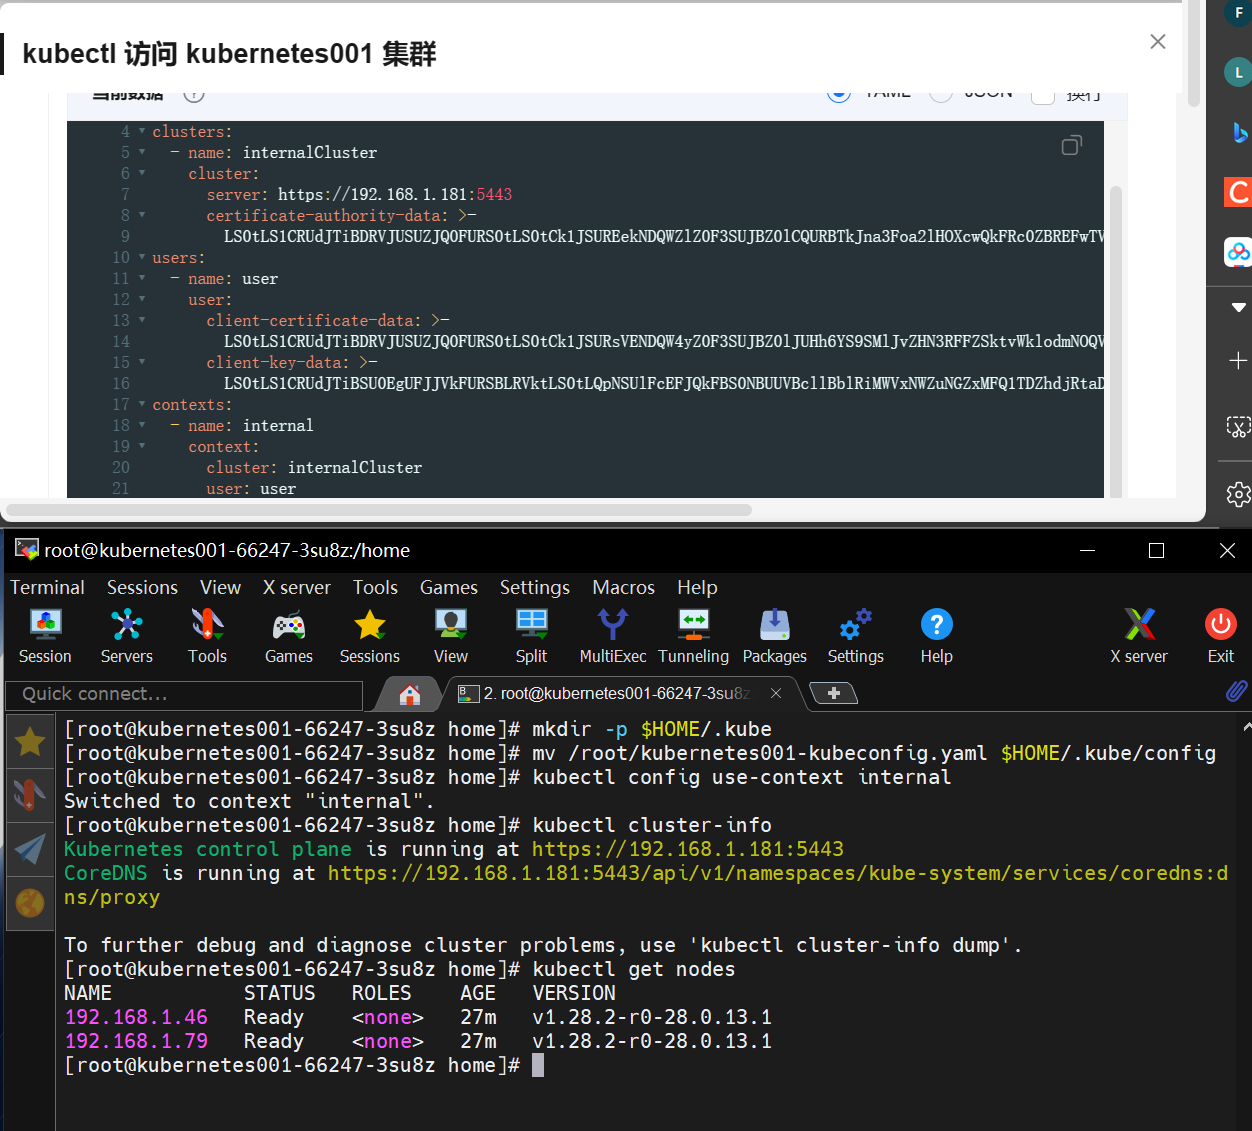 kubectl 访问 kubernetes001 集群
当前数据 ?
YAML JSON 换行
4 clusters:
5 - name: internalCluster
6 cluster:
7 server: https://192.168.1.181:5443
8 certificate-authority-data: >-
9
10 users:
11 - name: user
12 user:
13 client-certificate-data: >-
14
15 client-key-data: >-
16
17 contexts:
18 - name: internal
19 context:
20 cluster: internalCluster
21 user: user
F
L
root@kubernetes001-66247-3su8z:/home
Terminal Sessions View X server Tools Games Settings Macros Help
Session Servers Tools Games Sessions View Split MultiExec Tunneling Packages Settings Help X server Exit
Quick connect...
2. root@kubernetes001-66247-3su8z
[root@kubernetes001-66247-3su8z home]# mkdir -p $HOME/.kube
[root@kubernetes001-66247-3su8z home]# mv /root/kubernetes001-kubeconfig.yaml $HOME/.kube/config
[root@kubernetes001-66247-3su8z home]# kubectl config use-context internal
Switched to context "internal".
[root@kubernetes001-66247-3su8z home]# kubectl cluster-info
Kubernetes control plane is running at https://192.168.1.181:5443
CoreDNS is running at https://192.168.1.181:5443/api/v1/namespaces/kube-system/services/coredns:d
ns/proxy
To further debug and diagnose cluster problems, use 'kubectl cluster-info dump'.
[root@kubernetes001-66247-3su8z home]# kubectl get nodes
NAME STATUS ROLES AGE VERSION
192.168.1.46 Ready <none> 27m v1.28.2-r0-28.0.13.1
192.168.1.79 Ready <none> 27m v1.28.2-r0-28.0.13.1
[root@kubernetes001-66247-3su8z home]#